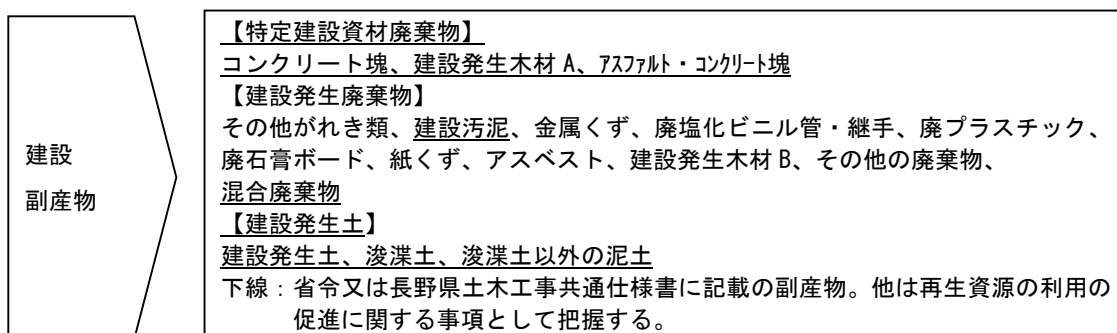 建設
副産物
【特定建設資材廃棄物】
コンクリート塊、建設発生木材 A、ｱｽﾌｧﾙﾄ・ｺﾝｸﾘｰﾄ塊
【建設発生廃棄物】
その他がれき類、建設汚泥、金属くず、廃塩化ビニル管・継手、廃プラスチック、
廃石膏ボード、紙くず、アスベスト、建設発生木材 B、その他の廃棄物、
混合廃棄物
【建設発生土】
建設発生土、浚渫土、浚渫土以外の泥土
下線：省令又は長野県土木工事共通仕様書に記載の副産物。他は再生資源の利用の
促進に関する事項として把握する。